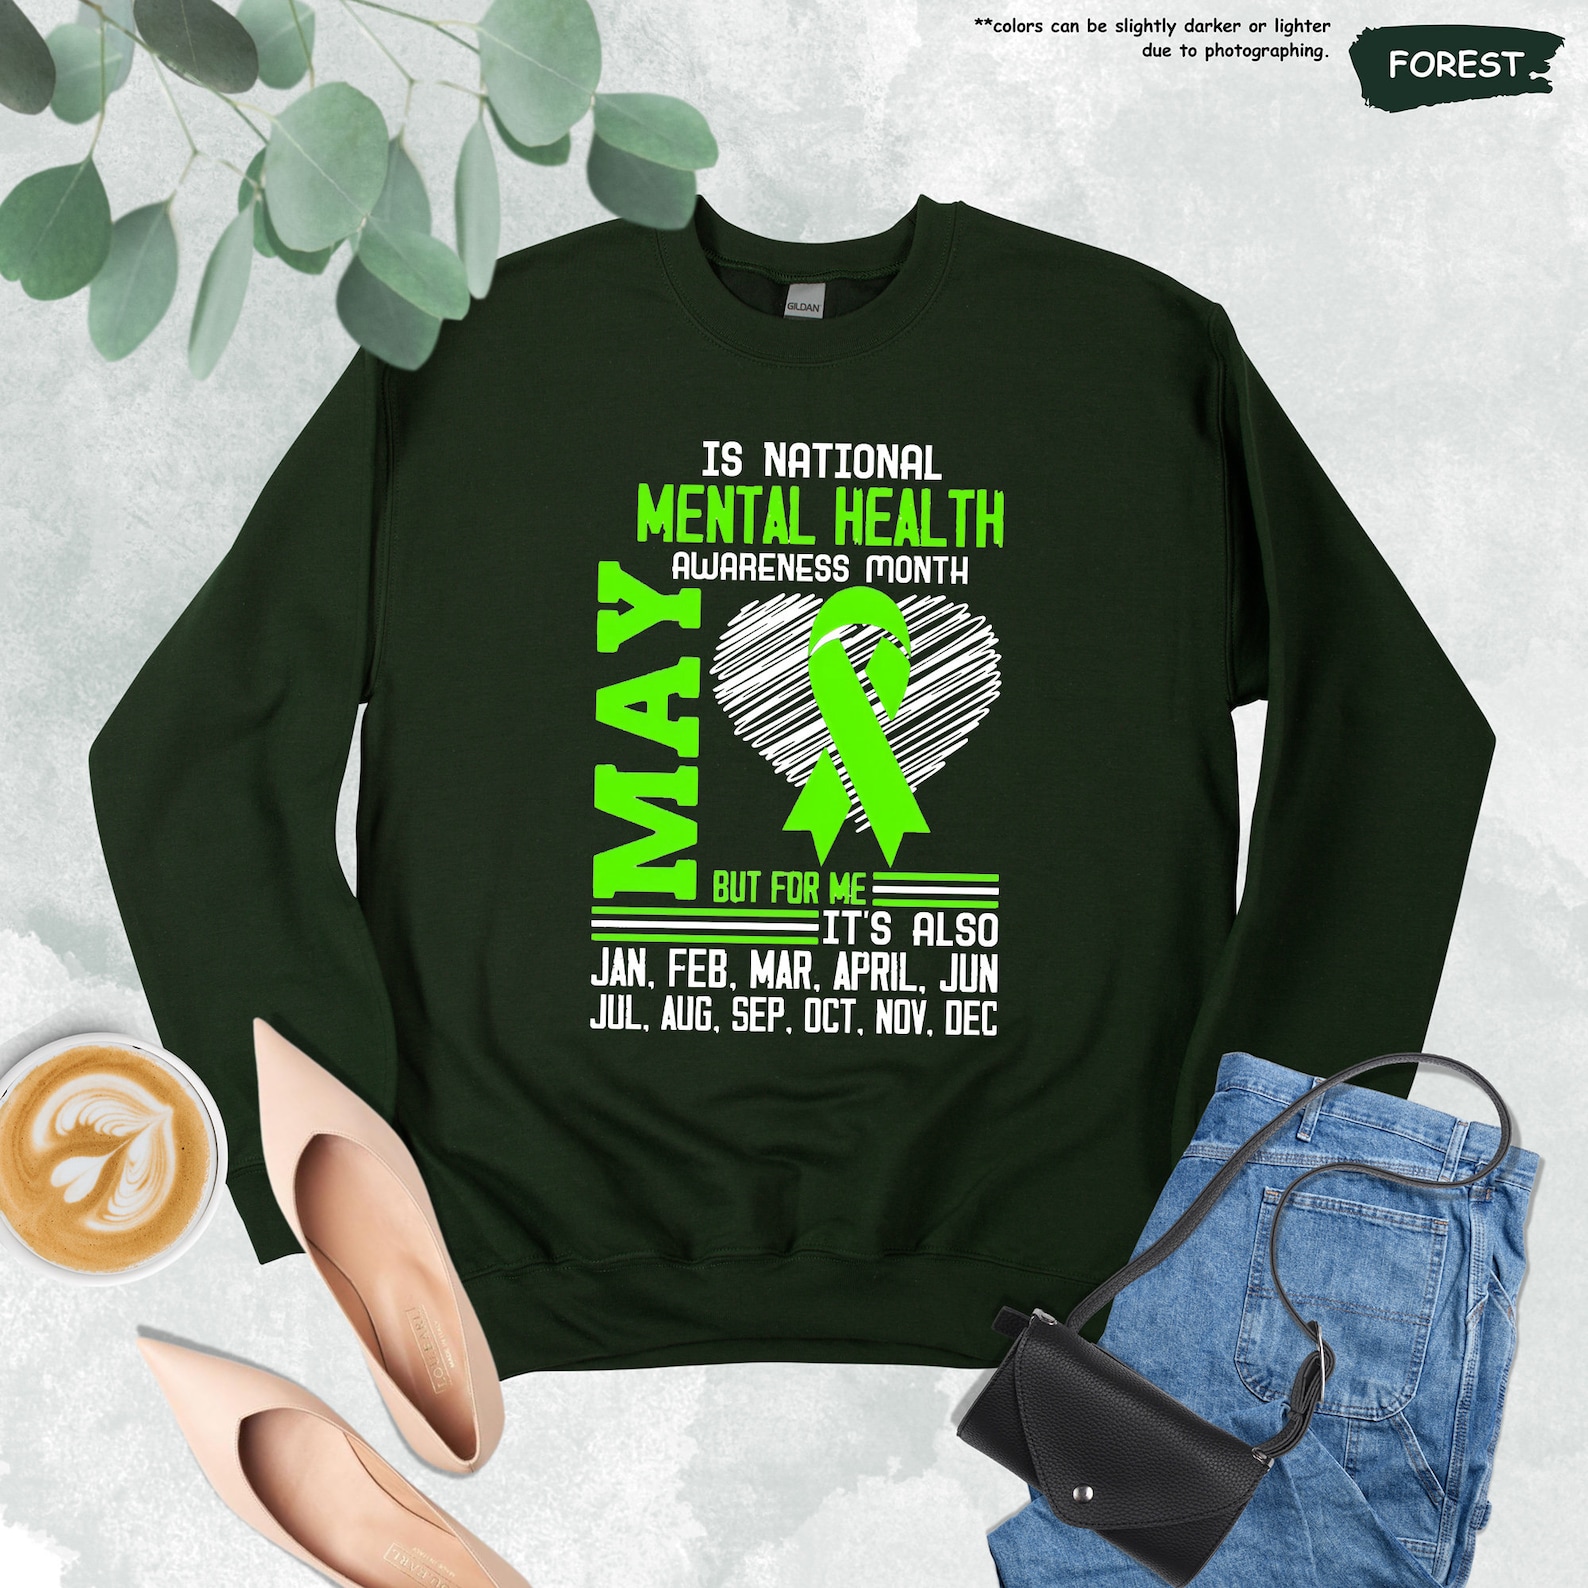 **colors can be slightly darker or lighter
due to photographing.
FOREST
GILDAN
IS NATIONAL
MENTAL HEALTH
AWARENESS MONTH
MAY
BUT FOR ME
IT'S ALSO
JAN, FEB, MAR, APRIL, JUN
JUL, AUG, SEP, OCT, NOV, DEC